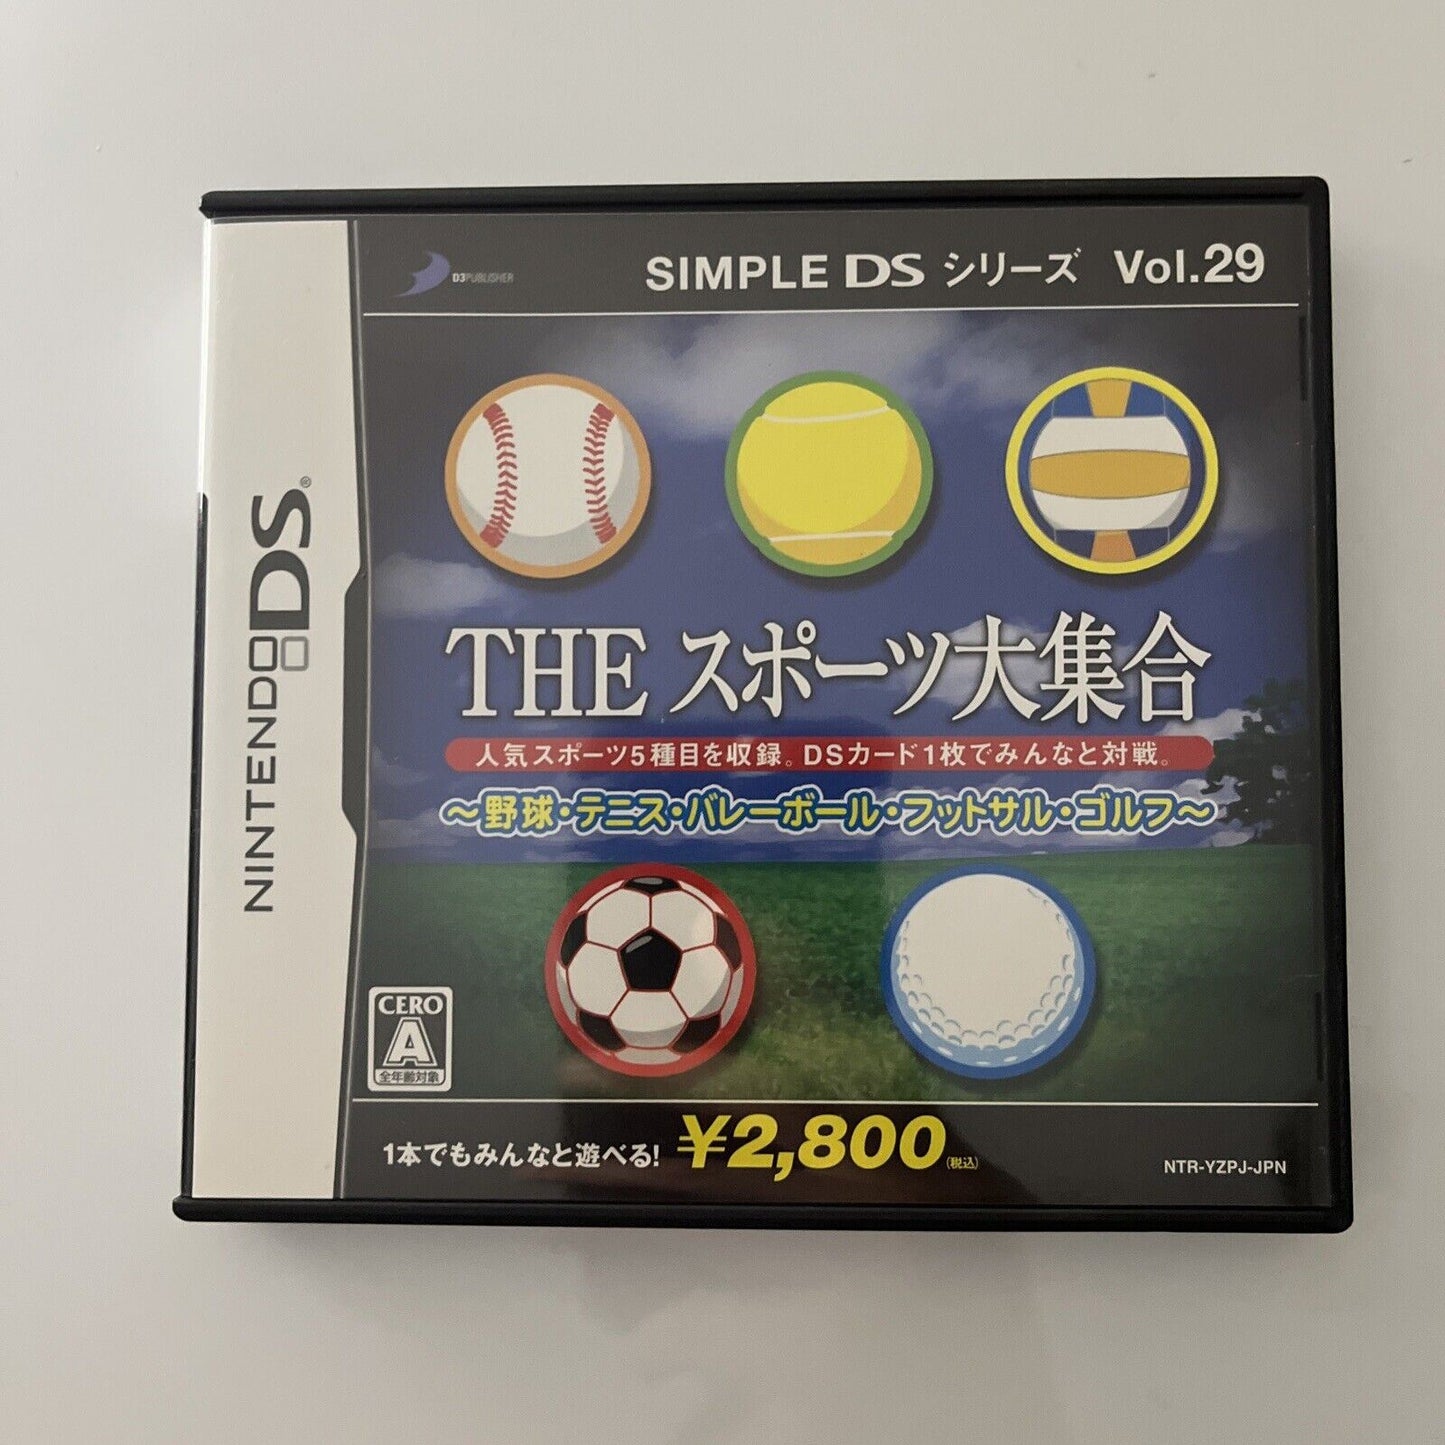 D3PUBLISHER
SIMPLE DS シリーズ Vol.29
NINTENDO DS®
THE スポーツ大集合
人気スポーツ5種目を収録。DSカード1枚でみんなと対戦。
～野球・テニス・バレーボール・フットサル・ゴルフ～
CERO
A
全年齢対象
1本でもみんなと遊べる! ¥2,800(税込)
NTR-YZPJ-JPN